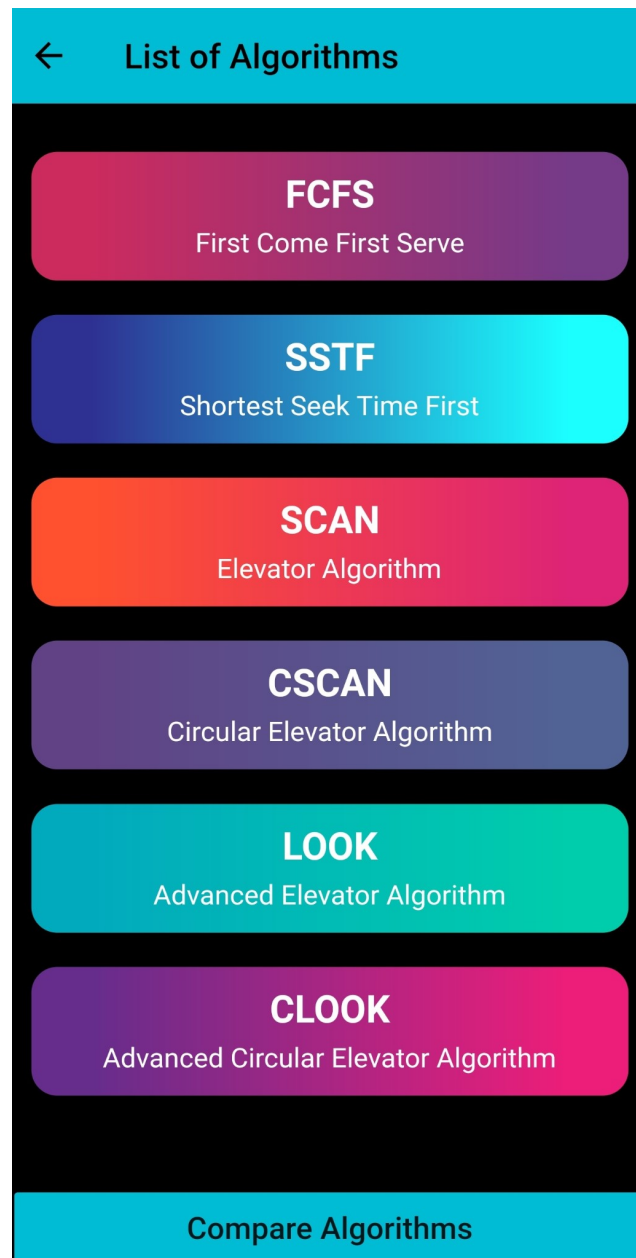 List of Algorithms
FCFS
First Come First Serve
SSTF
Shortest Seek Time First
SCAN
Elevator Algorithm
CSCAN
Circular Elevator Algorithm
LOOK
Advanced Elevator Algorithm
CLOOK
Advanced Circular Elevator Algorithm
Compare Algorithms